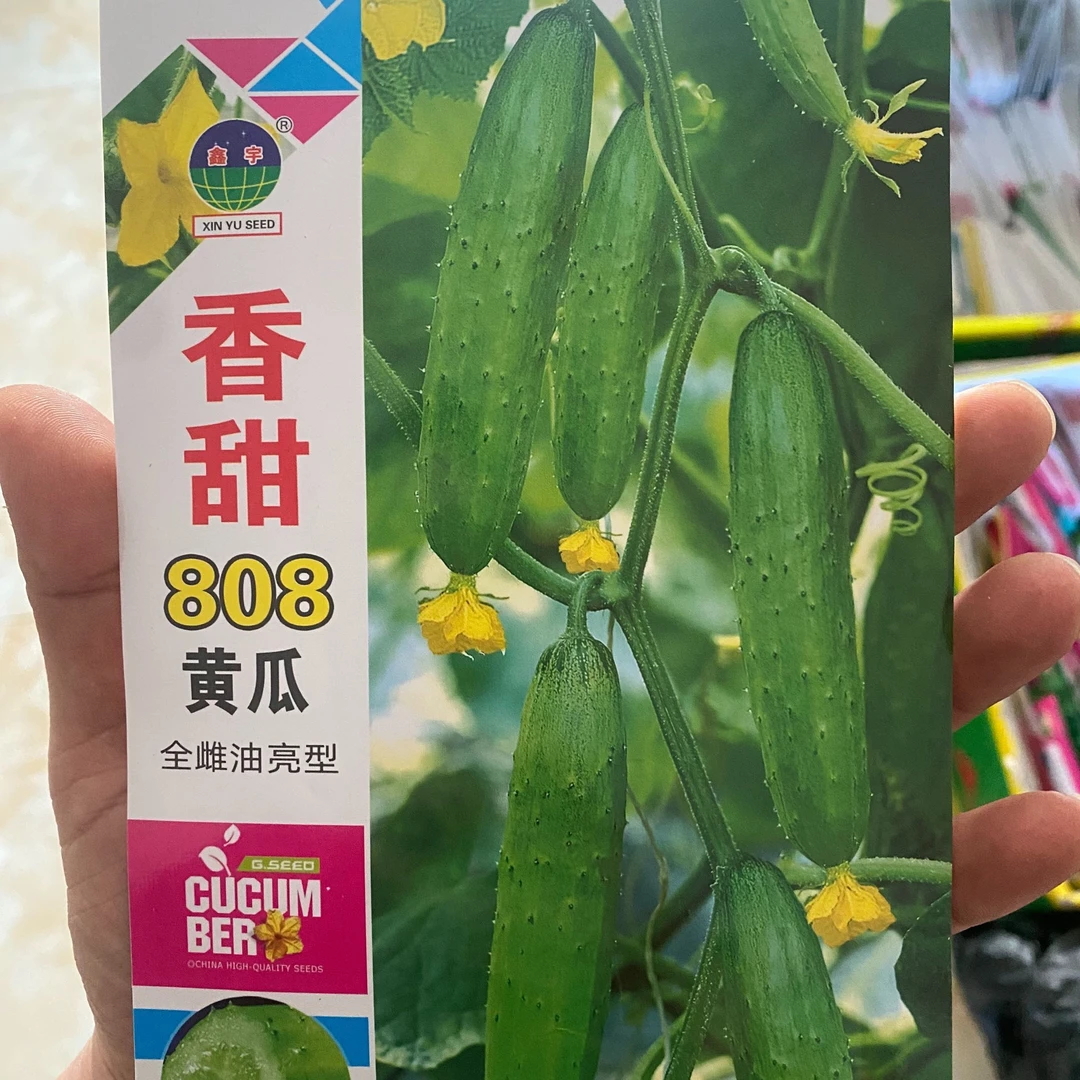 ®
鑫 宇
XIN YU SEED
香
甜
808
黄瓜
全雌油亮型
G.SEED
CUCUM
BER
CHINA HIGH-QUALITY SEEDS